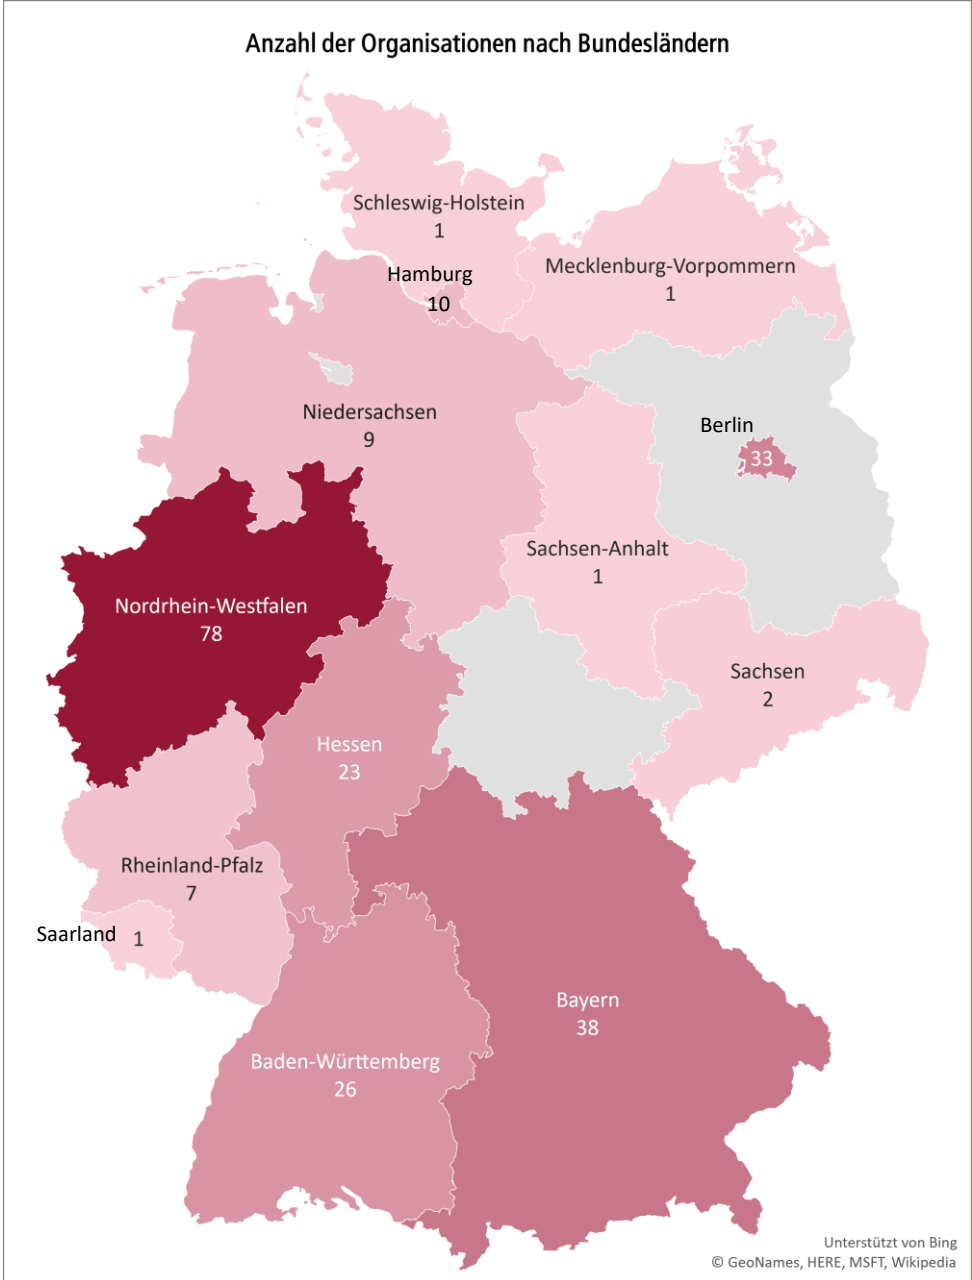 Anzahl der Organisationen nach Bundesländern
Schleswig-Holstein
1
Hamburg
10
Mecklenburg-Vorpommern
1
Niedersachsen
9
Berlin
33
Sachsen-Anhalt
1
Nordrhein-Westfalen
78
Sachsen
2
Hessen
23
Rheinland-Pfalz
7
Saarland 1
Bayern
38
Baden-Württemberg
26
Unterstützt von Bing
© GeoNames, HERE, MSFT, Wikipedia